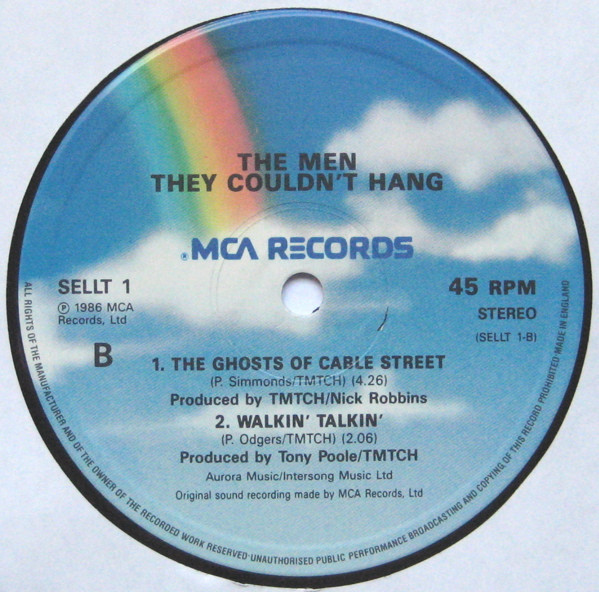 THE MEN
THEY COULDN'T HANG
® MCA RECORDS
SELLT 1
℗ 1986 MCA
Records, Ltd
B
45 RPM
STEREO
(SELLT 1-B)
1. THE GHOSTS OF CABLE STREET
(P. Simmonds/TMTCH) (4.26)
Produced by TMTCH/Nick Robbins
2. WALKIN' TALKIN'
(P. Odgers/TMTCH) (2.06)
Produced by Tony Poole/TMTCH
Aurora Music/Intersong Music Ltd
Original sound recording made by MCA Records, Ltd
ALL RIGHTS OF THE MANUFACTURER AND OF THE OWNER OF THE RECORDED WORK RESERVED·UNAUTHORISED PUBLIC PERFORMANCE BROADCASTING AND COPYING OF THIS RECORD PROHIBITED·MADE IN ENGLAND